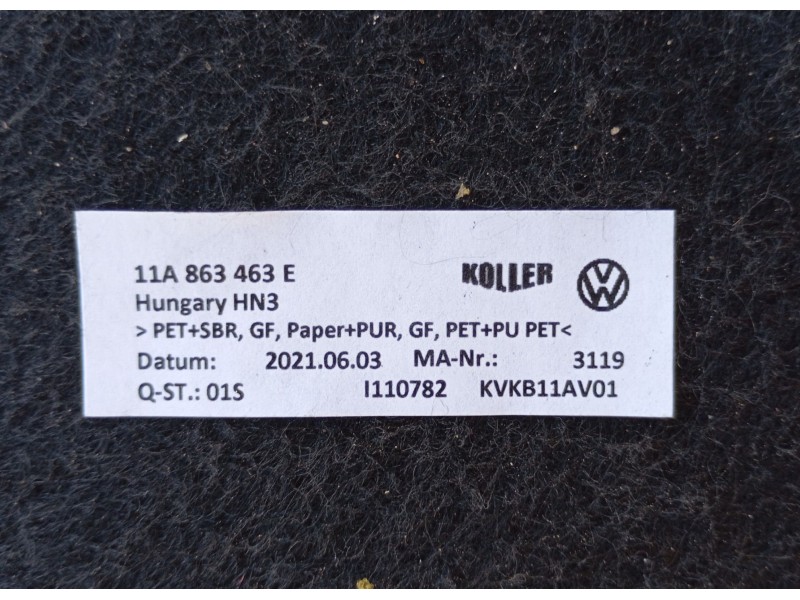 11A 863 463 E KOLLER VW
Hungary HN3
> PET+SBR, GF, Paper+PUR, GF, PET+PU PET<
Datum: 2021.06.03 MA-Nr.: 3119
Q-ST.: 01S I110782 KVKB11AV01